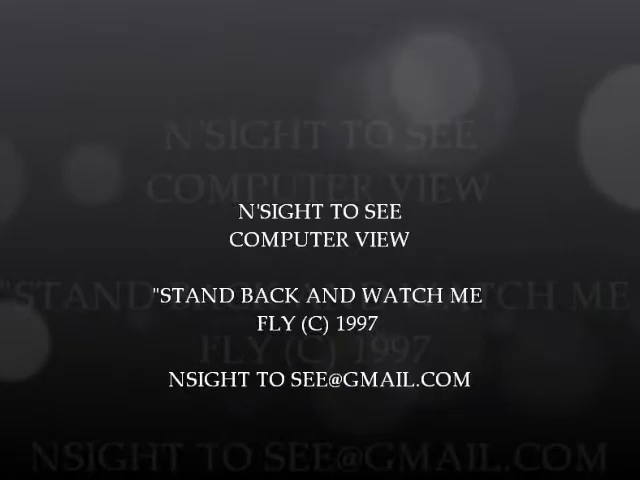 N'SIGHT TO SEE
COMPUTER VIEW
"STAND BACK AND WATCH ME
FLY (C) 1997
NSIGHT TO SEE@GMAIL.COM